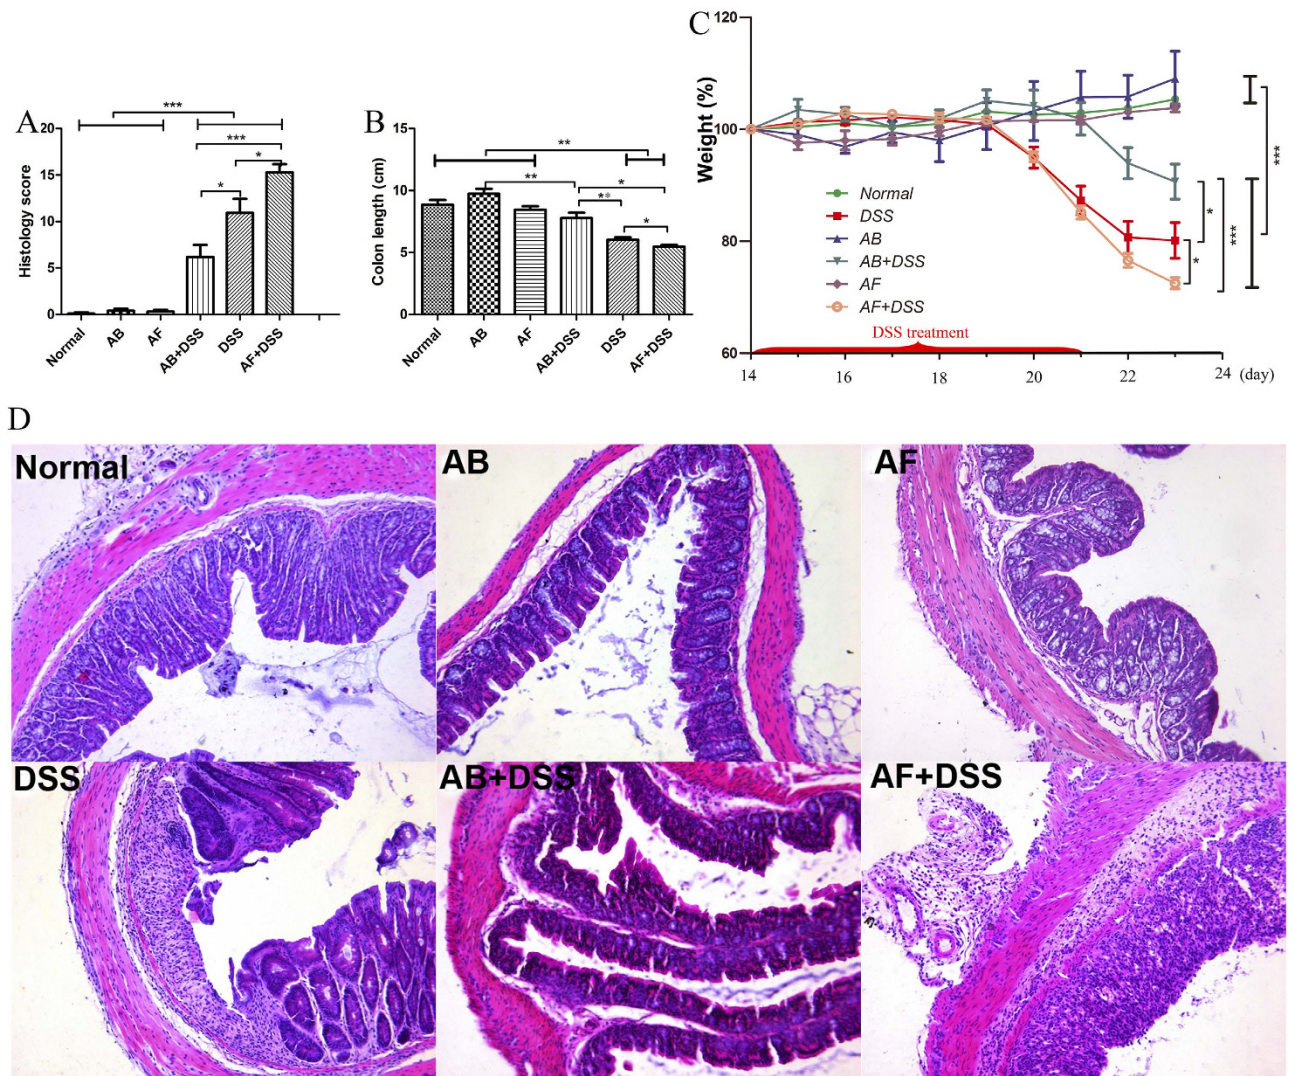 A
Histology score
20
15
10
5
0
***
***
*
*
Normal
AB
AF
AB+DSS
DSS
AF+DSS
B
Colon length (cm)
15
10
5
0
**
**
*
**
*
Normal
AB
AF
AB+DSS
DSS
AF+DSS
C
Weight (%)
120
100
80
60
Normal
DSS
AB
AB+DSS
AF
AF+DSS
DSS treatment
14
16
18
20
22
24
(day)
*
*
***
***
D
Normal
AB
AF
DSS
AB+DSS
AF+DSS